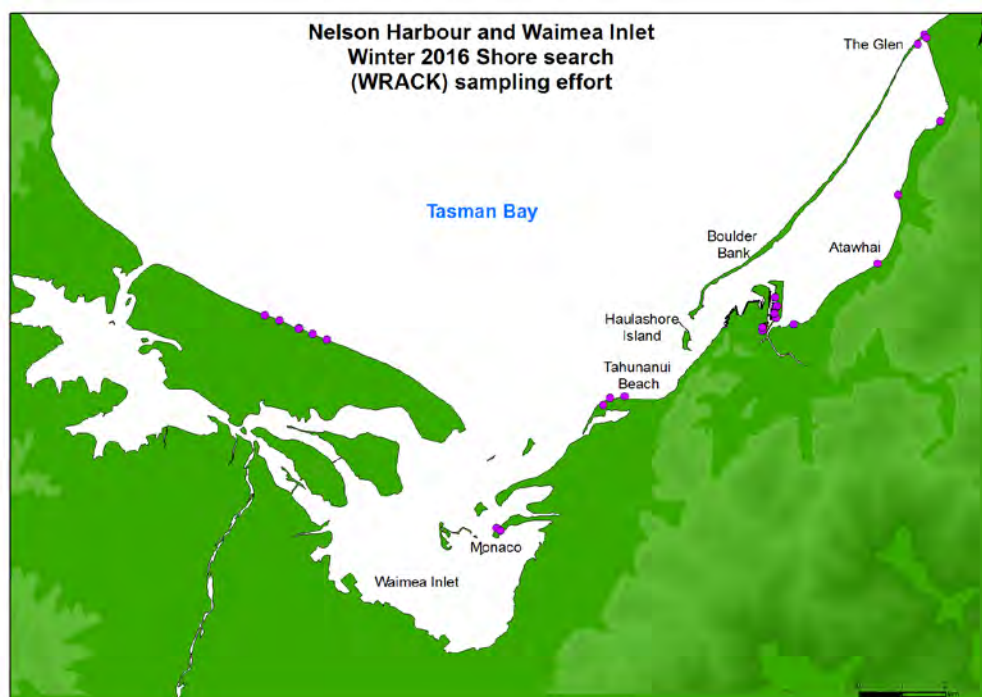 Nelson Harbour and Waimea Inlet
Winter 2016 Shore search
(WRACK) sampling effort
The Glen
Tasman Bay
Boulder
Bank
Atawhai
Haulashore
Island
Tahunanui
Beach
Monaco
Waimea Inlet